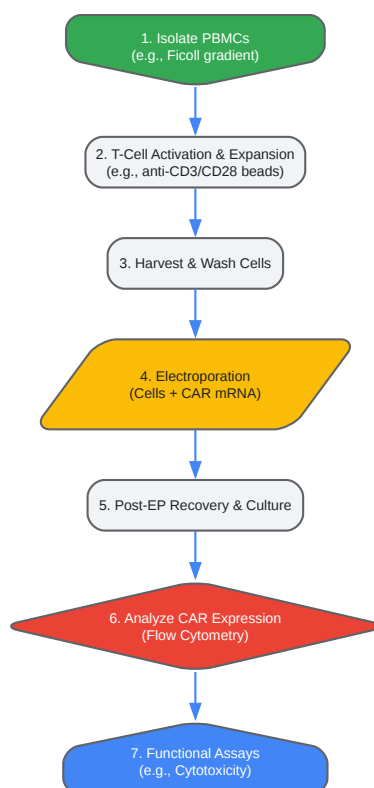 1. Isolate PBMCs
(e.g., Ficoll gradient)
2. T-Cell Activation & Expansion
(e.g., anti-CD3/CD28 beads)
3. Harvest & Wash Cells
4. Electroporation
(Cells + CAR mRNA)
5. Post-EP Recovery & Culture
6. Analyze CAR Expression
(Flow Cytometry)
7. Functional Assays
(e.g., Cytotoxicity)